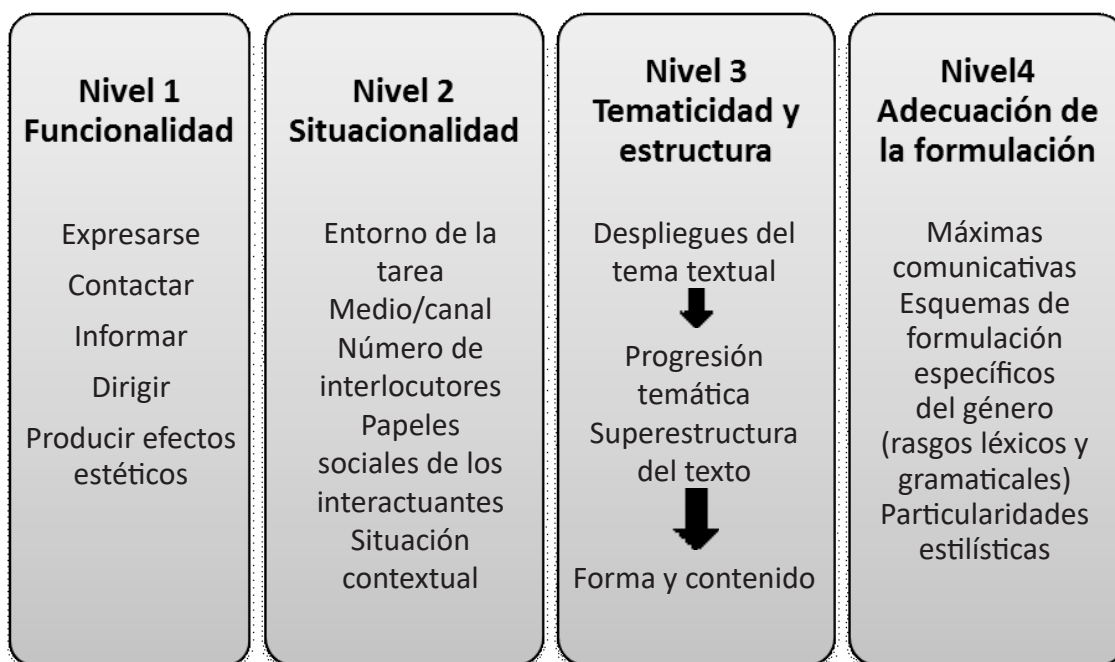 Nivel 1
Funcionalidad
Expresarse
Contactar
Informar
Dirigir
Producir efectos
estéticos
Nivel 2
Situacionalidad
Entorno de la
tarea
Medio/canal
Número de
interlocutores
Papeles
sociales de los
interactuantes
Situación
contextual
Nivel 3
Tematicidad y
estructura
Despliegues del
tema textual
Progresión
temática
Superestructura
del texto
Forma y contenido
Nivel4
Adecuación de
la formulación
Máximas
comunicativas
Esquemas de
formulación
específicos
del género
(rasgos léxicos y
gramaticales)
Particularidades
estilísticas